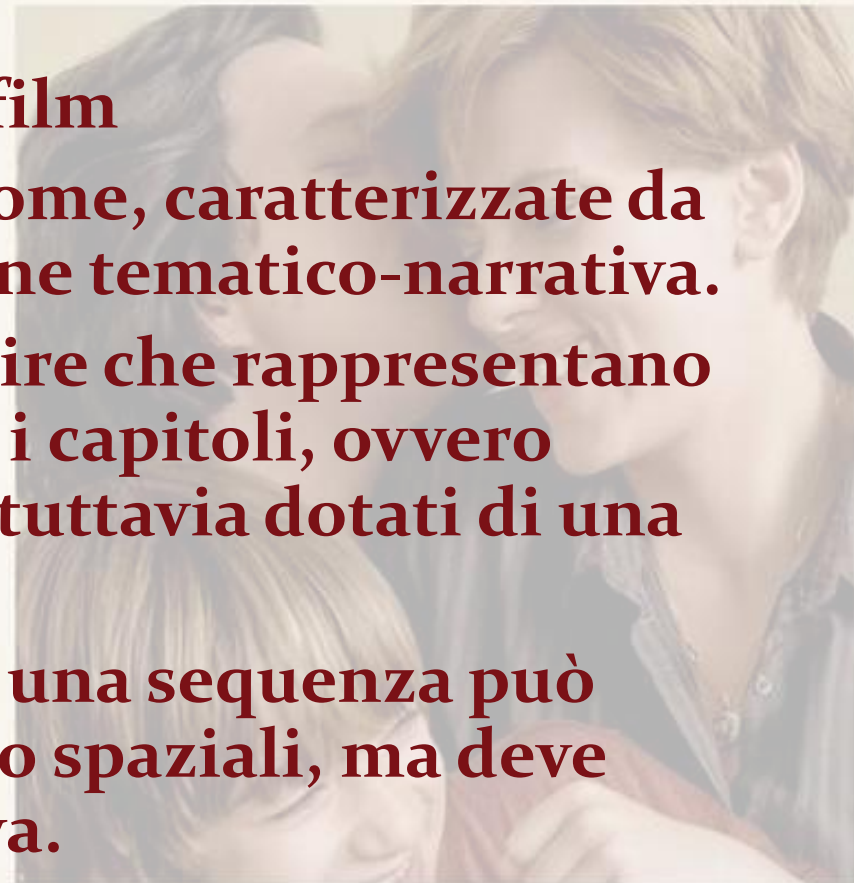 film
ome, caratterizzate da
ne tematico-narrativa.
ire che rappresentano
i capitoli, ovvero
tuttavia dotati di una
una sequenza può
o spaziali, ma deve
va.